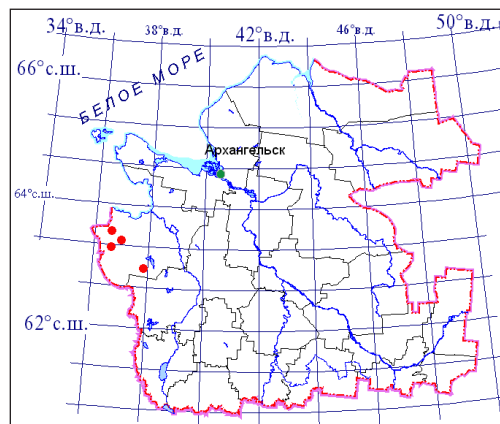 34°в.д.
38°в.д.
42°в.д.
46°в.д.
50°в.д.
66°с.ш.
БЕЛОЕ МОРЕ
Архангельск
64°с.ш.
62°с.ш.